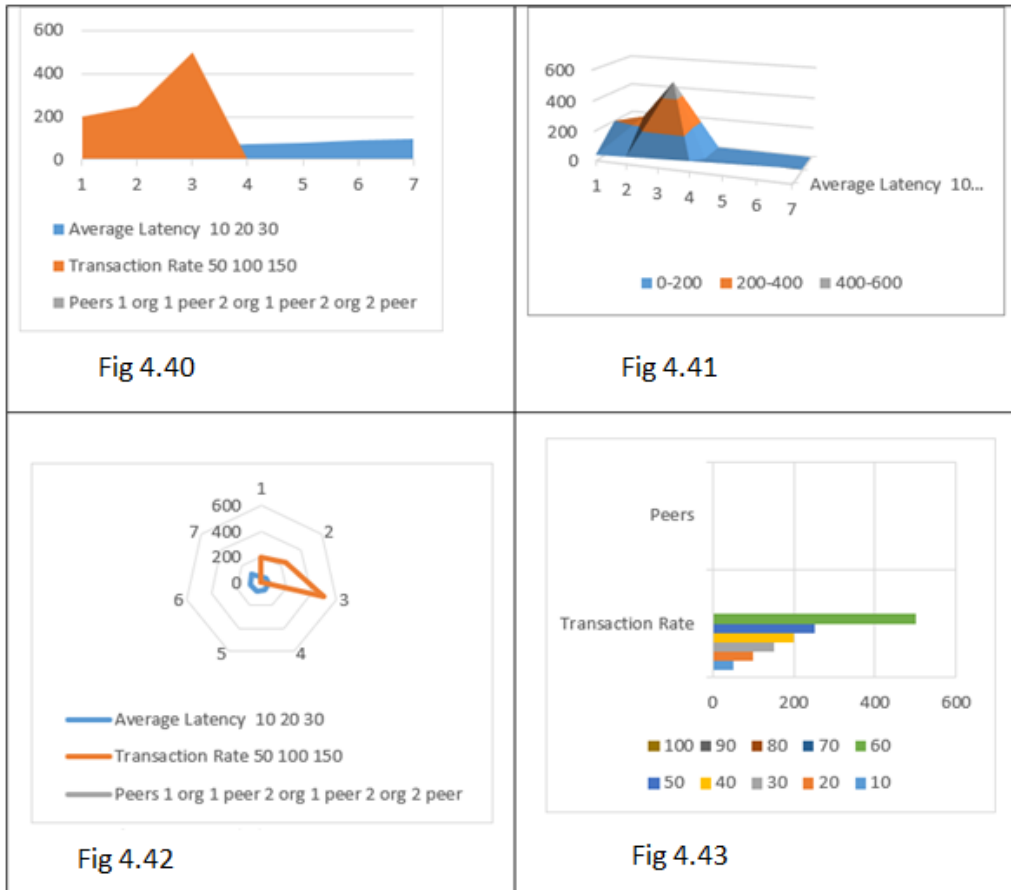 600
400
200
0
1 2 3 4 5 6 7
Average Latency 10 20 30
Transaction Rate 50 100 150
Peers 1 org 1 peer 2 org 1 peer 2 org 2 peer
Fig 4.40
600
400
200
0
1 2 3 4 5 6 7
Average Latency 10...
0-200 200-400 400-600
Fig 4.41
1
600
7 2
400
200
0
6 3
5 4
Average Latency 10 20 30
Transaction Rate 50 100 150
Peers 1 org 1 peer 2 org 1 peer 2 org 2 peer
Fig 4.42
Peers
Transaction Rate
0 200 400 600
100 90 80 70 60
50 40 30 20 10
Fig 4.43